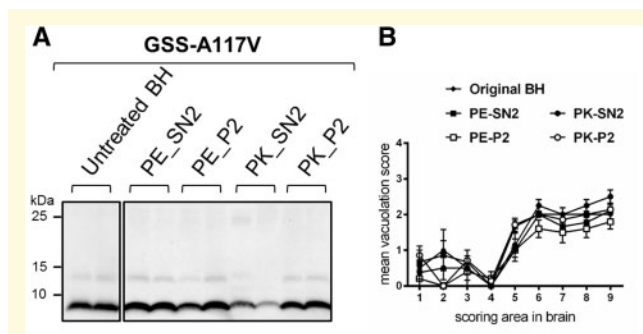 A
GSS-A117V
Untreated BH
PE_SN2
PE_P2
PK_SN2
PK_P2
kDa
25
15
10
B
Original BH
PE-SN2
PK-SN2
PE-P2
PK-P2
mean vacuolation score
4
3
2
1
0
1 2 3 4 5 6 7 8 9
scoring area in brain